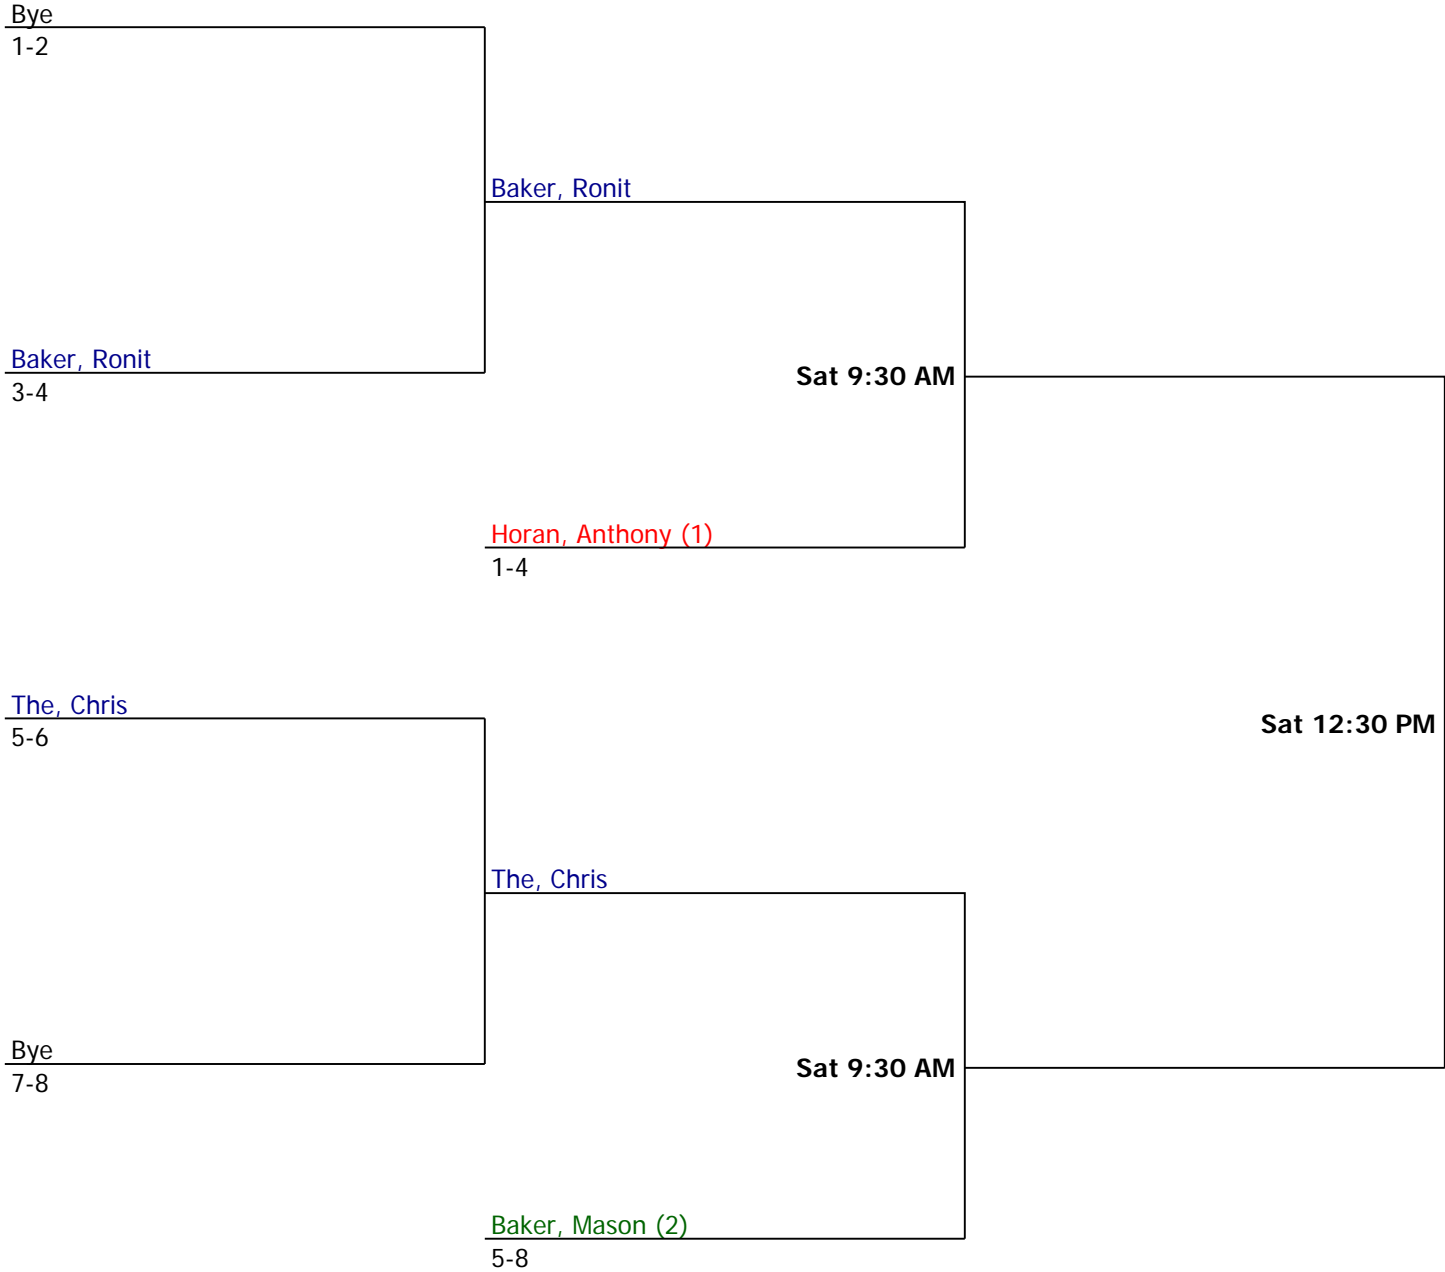 Bye
1-2
Baker, Ronit
Baker, Ronit
3-4
Sat 9:30 AM
Horan, Anthony (1)
1-4
The, Chris
5-6
Sat 12:30 PM
The, Chris
Bye
7-8
Sat 9:30 AM
Baker, Mason (2)
5-8